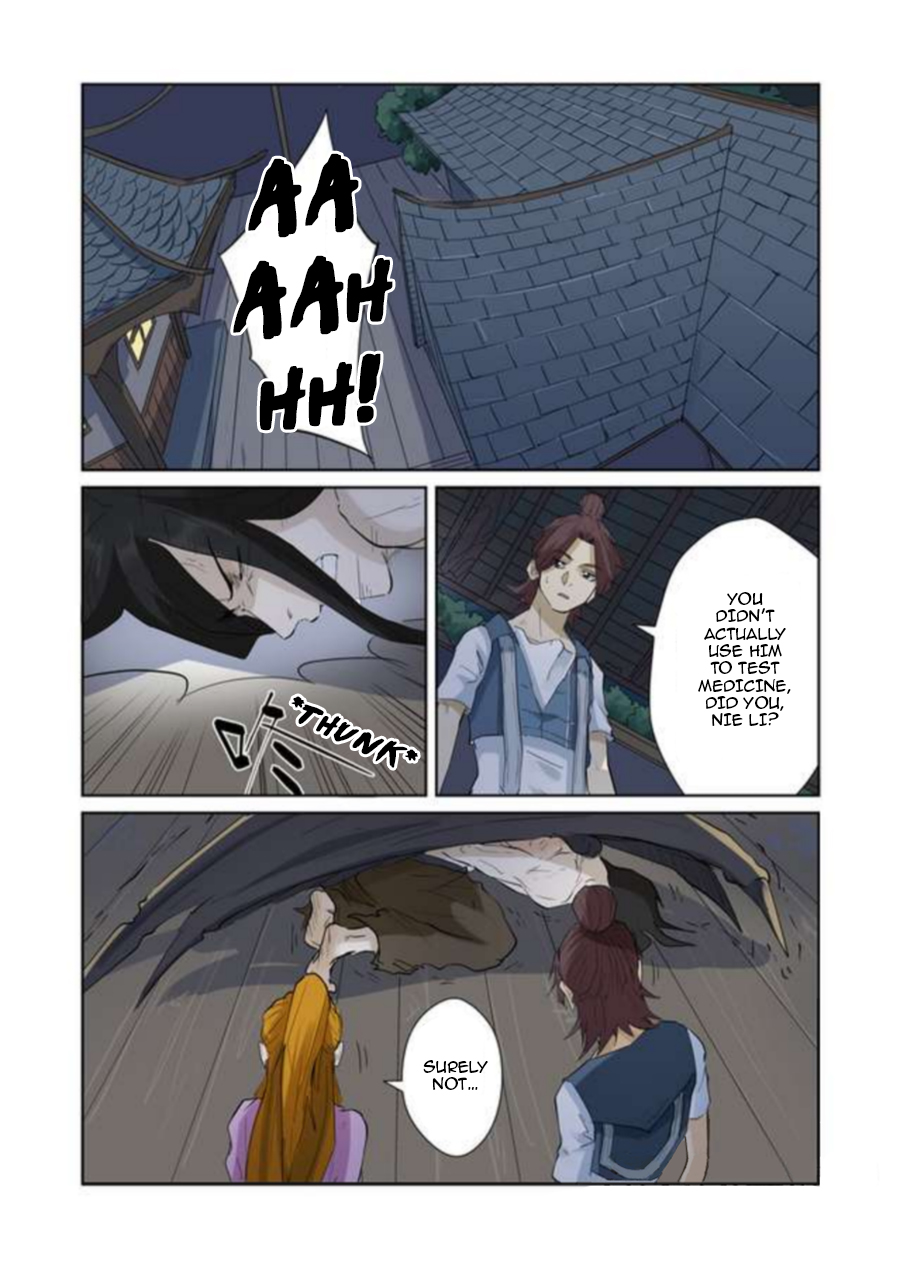 AA
AAH
HH!
*THUNK*
YOU
DIDN'T
ACTUALLY
USE HIM
TO TEST
MEDICINE,
DID YOU,
NIE LI?
SURELY
NOT...